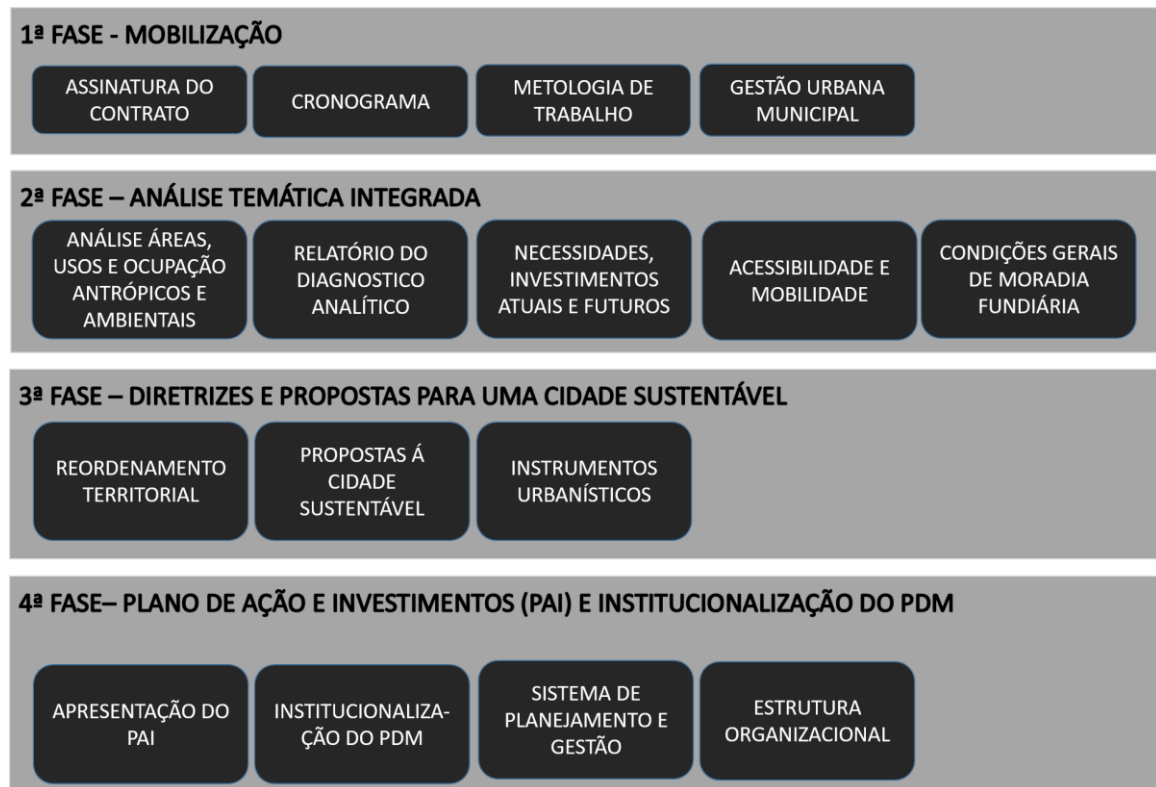 1ª FASE - MOBILIZAÇÃO
ASSINATURA DO
CONTRATO
CRONOGRAMA
METOLOGIA DE
TRABALHO
GESTÃO URBANA
MUNICIPAL
2ª FASE – ANÁLISE TEMÁTICA INTEGRADA
ANÁLISE ÁREAS,
USOS E OCUPAÇÃO
ANTRÓPICOS E
AMBIENTAIS
RELATÓRIO DO
DIAGNOSTICO
ANALÍTICO
NECESSIDADES,
INVESTIMENTOS
ATUAIS E FUTUROS
ACESSIBILIDADE E
MOBILIDADE
CONDIÇÕES GERAIS
DE MORADIA
FUNDIÁRIA
3ª FASE – DIRETRIZES E PROPOSTAS PARA UMA CIDADE SUSTENTÁVEL
REORDENAMENTO
TERRITORIAL
PROPOSTAS Á
CIDADE
SUSTENTÁVEL
INSTRUMENTOS
URBANÍSTICOS
4ª FASE– PLANO DE AÇÃO E INVESTIMENTOS (PAI) E INSTITUCIONALIZAÇÃO DO PDM
APRESENTAÇÃO DO
PAI
INSTITUCIONALIZA-
ÇÃO DO PDM
SISTEMA DE
PLANEJAMENTO E
GESTÃO
ESTRUTURA
ORGANIZACIONAL